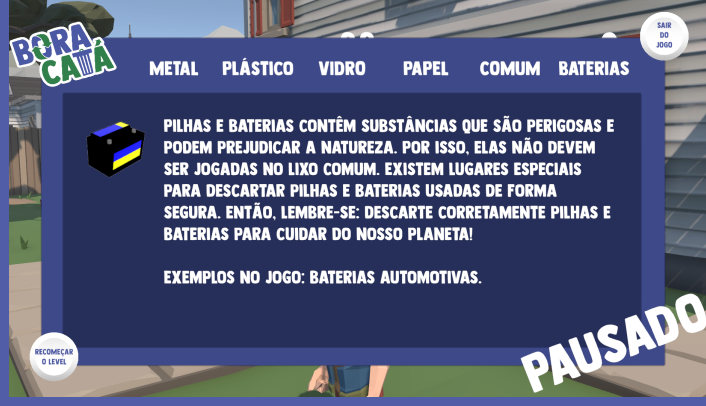 BORA
CATÁ
SAIR
DO
JOGO
METAL PLÁSTICO VIDRO PAPEL COMUM BATERIAS
PILHAS E BATERIAS CONTÊM SUBSTÂNCIAS QUE SÃO PERIGOSAS E
PODEM PREJUDICAR A NATUREZA. POR ISSO, ELAS NÃO DEVEM
SER JOGADAS NO LIXO COMUM. EXISTEM LUGARES ESPECIAIS
PARA DESCARTAR PILHAS E BATERIAS USADAS DE FORMA
SEGURA. ENTÃO, LEMBRE-SE: DESCARTE CORRETAMENTE PILHAS E
BATERIAS PARA CUIDAR DO NOSSO PLANETA!
EXEMPLOS NO JOGO: BATERIAS AUTOMOTIVAS.
RECOMEÇAR
O LEVEL
PAUSADO